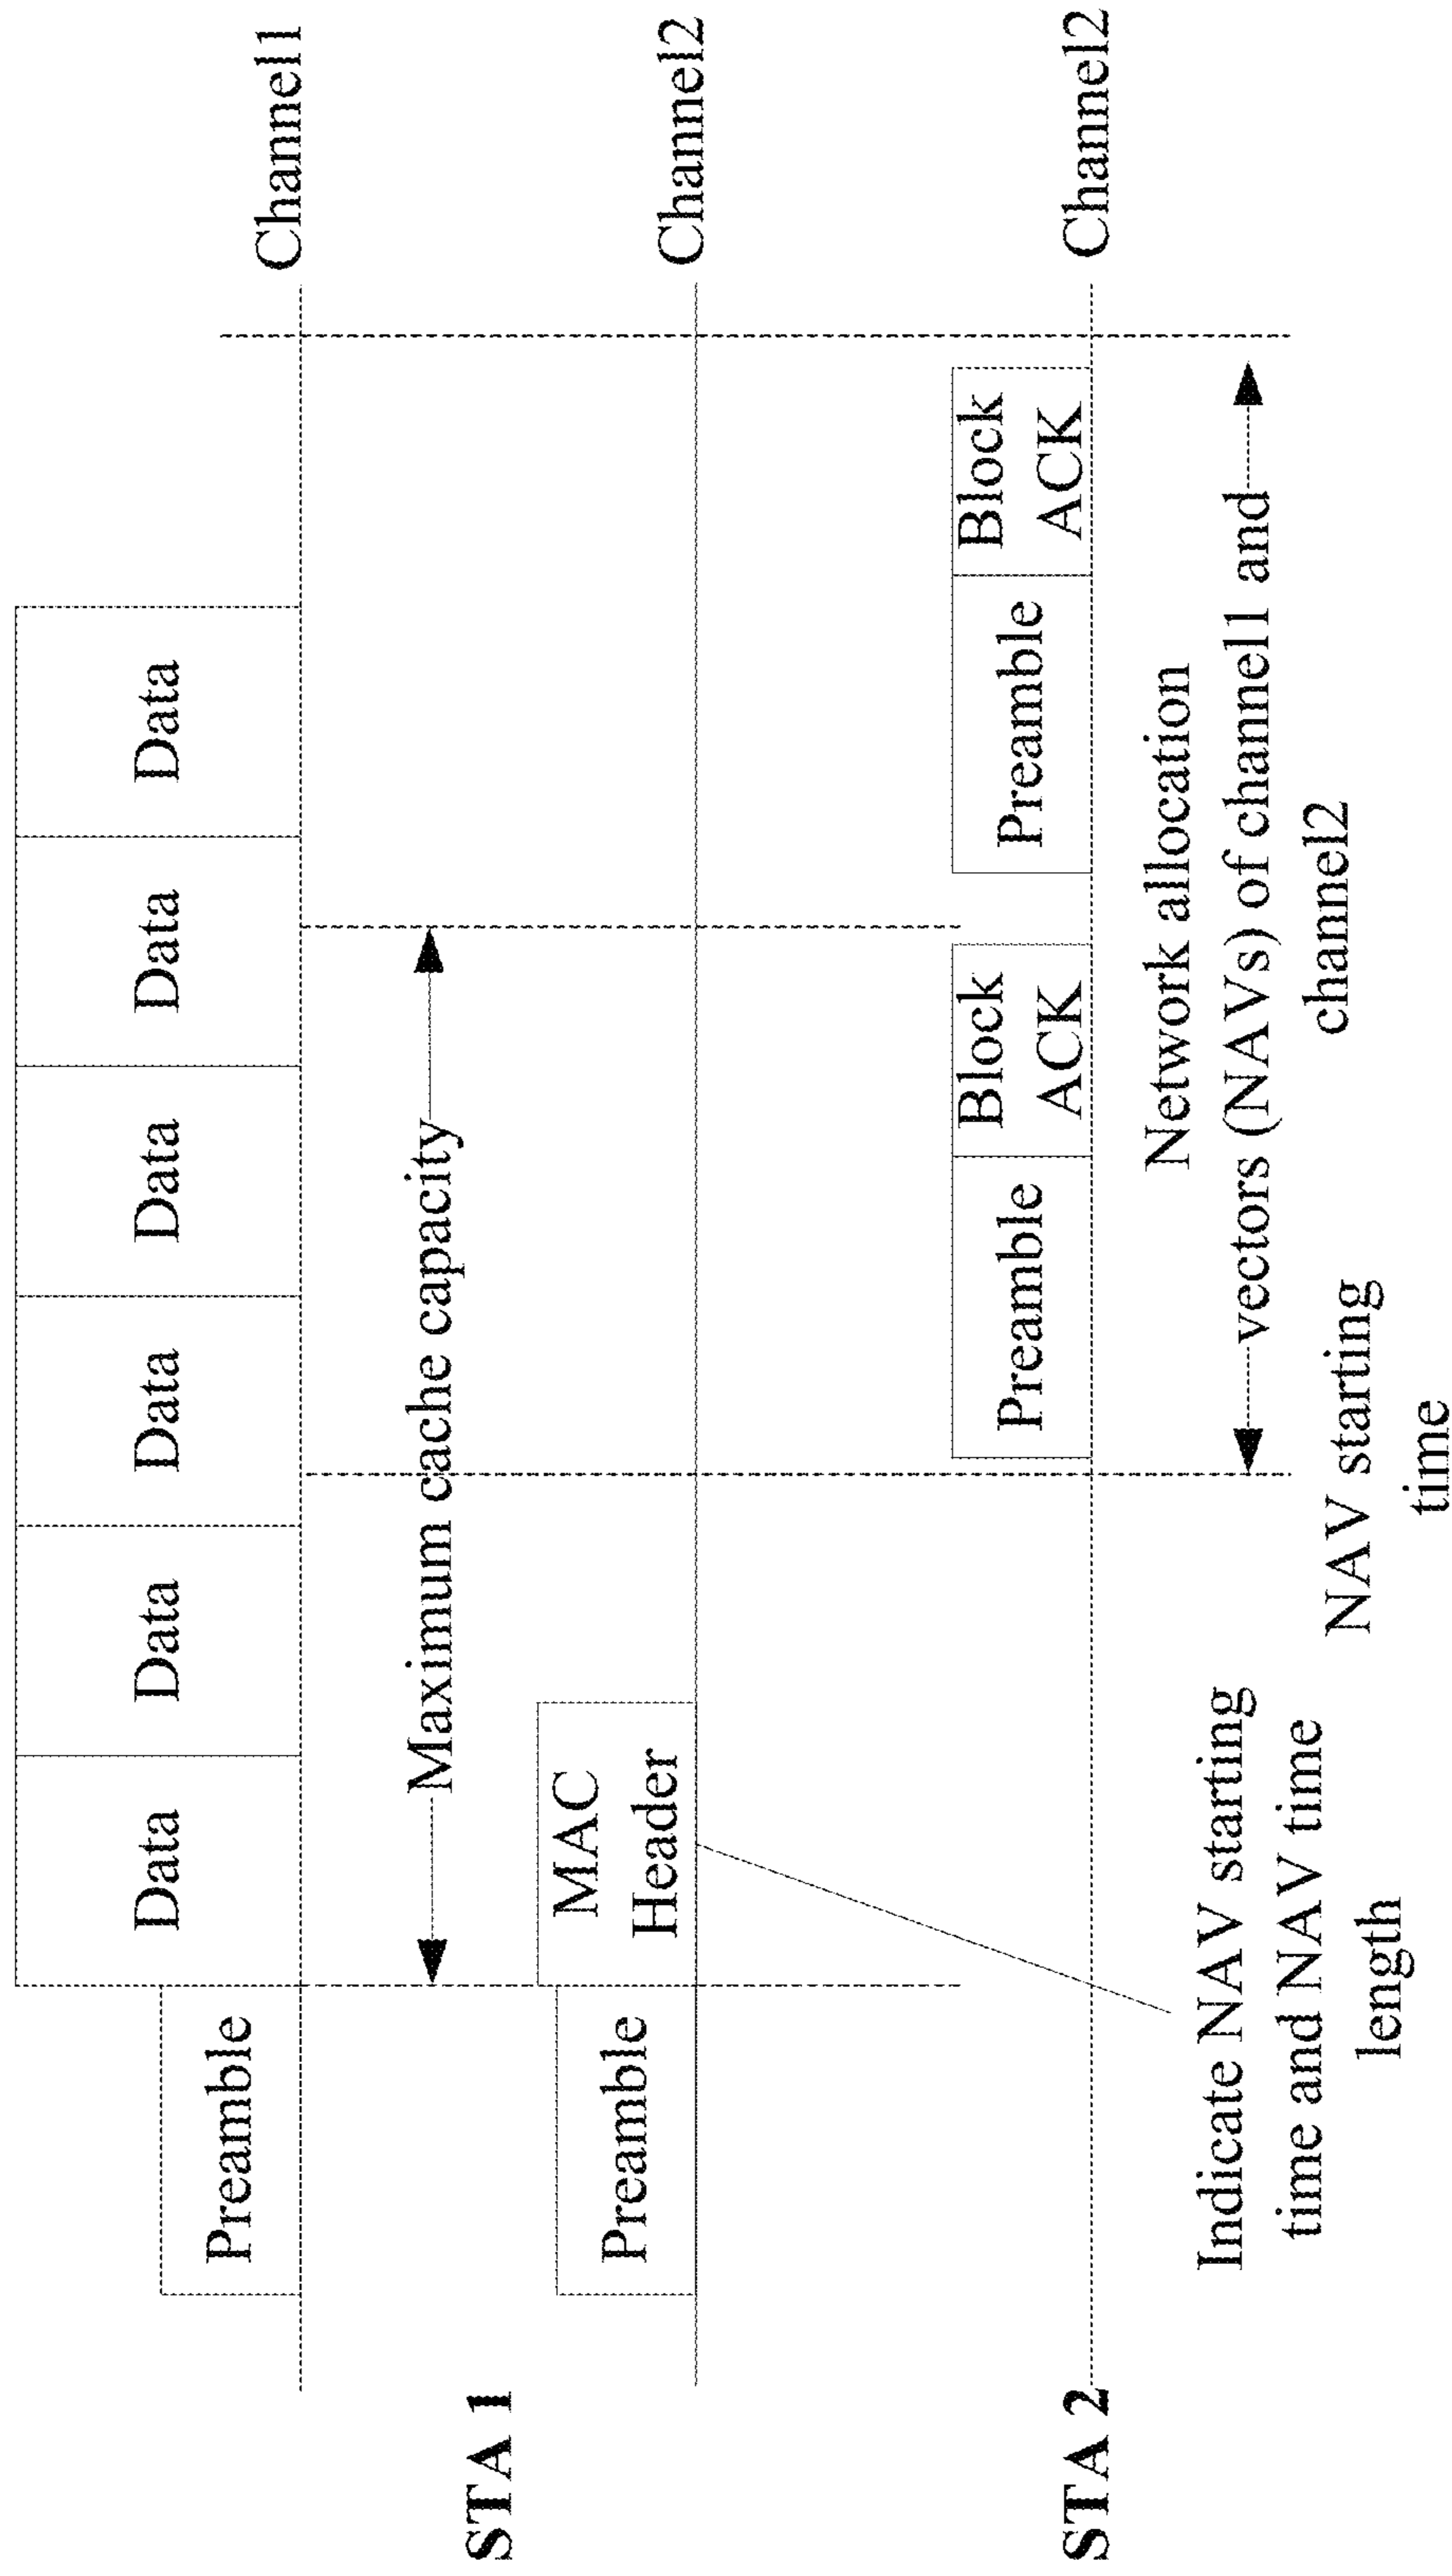 Preamble
Data
Data
Data
Data
Data
Data
Channel1
STA 1
Maximum cache capacity
Preamble
MAC
Header
Channel2
STA 2
Preamble
Block
ACK
Preamble
Block
ACK
Channel2
Indicate NAV starting
time and NAV time
length
NAV starting
time
Network allocation
vectors (NAVs) of channel1 and
channel2